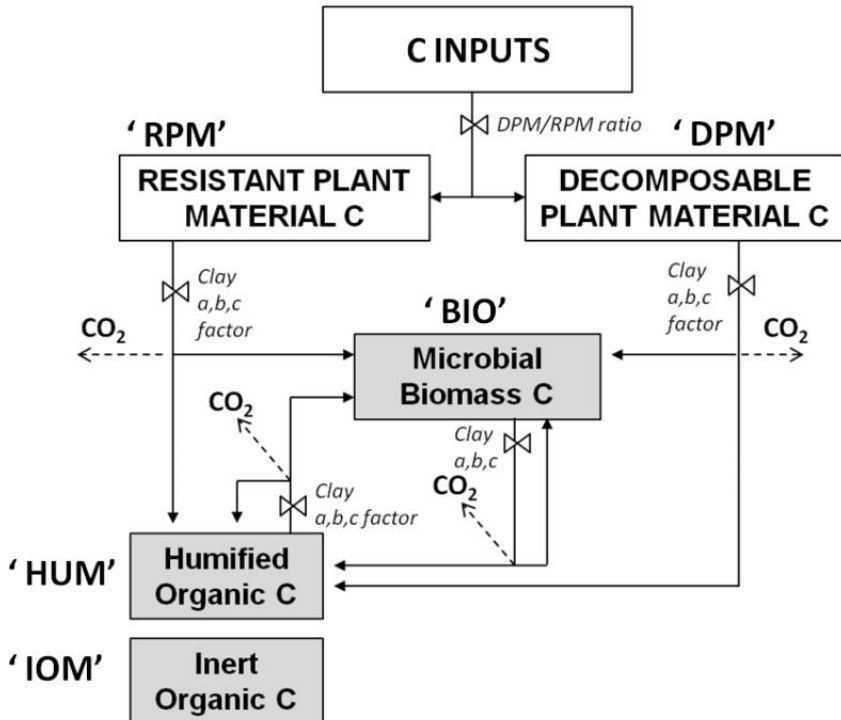 C INPUTS
DPM/RPM ratio
‘ RPM’
‘ DPM’
RESISTANT PLANT
MATERIAL C
DECOMPOSABLE
PLANT MATERIAL C
Clay
a,b,c
factor
Clay
a,b,c
factor
CO₂
‘ BIO’
CO₂
Microbial
Biomass C
CO₂
Clay
a,b,c
CO₂
Clay
a,b,c factor
‘ HUM’
Humified
Organic C
‘ IOM’
Inert
Organic C